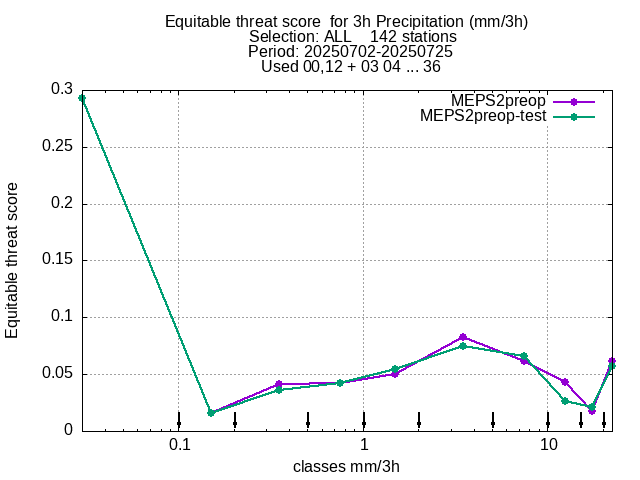 Equitable threat score  for 3h Precipitation (mm/3h)
Selection: ALL    142 stations
Period: 20250702-20250725
Used 00,12 + 03 04 ... 36
MEPS2preop
MEPS2preop-test
Equitable threat score
0.3
0.25
0.2
0.15
0.1
0.05
0
0.1 1 10
classes mm/3h